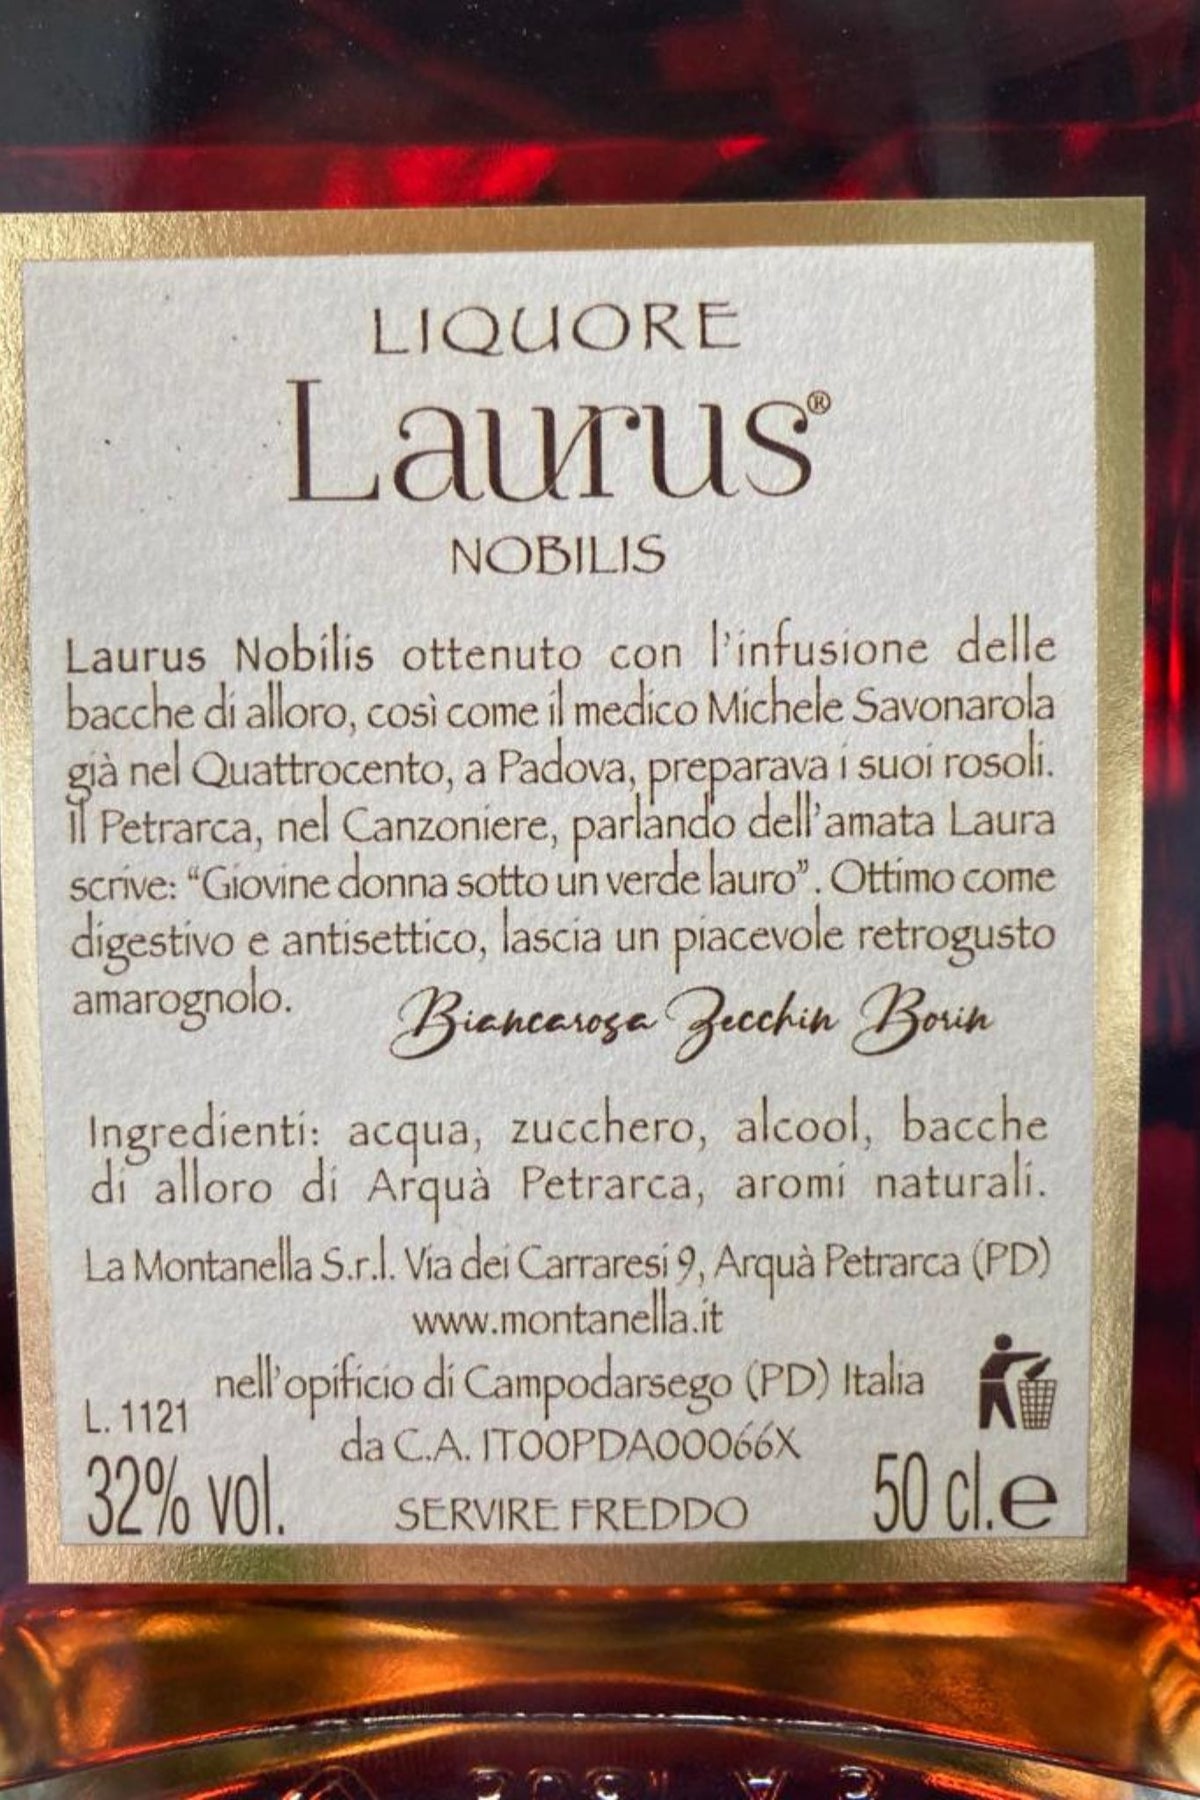 LIQUORE
Laurus®
NOBILIS
Laurus Nobilis ottenuto con l'infusione delle
bacche di alloro, così come il medico Michele Savonarola
già nel Quattrocento, a Padova, preparava i suoi rosoli.
Il Petrarca, nel Canzoniere, parlando dell'amata Laura
scrive: “Giovine donna sotto un verde lauro”. Ottimo come
digestivo e antisettico, lascia un piacevole retrogusto
amarognolo.
Biancarosa Zecchin Borin
Ingredienti: acqua, zucchero, alcool, bacche
di alloro di Arquà Petrarca, aromi naturali.
La Montanella S.r.l. Via dei Carraresi 9, Arquà Petrarca (PD)
www.montanella.it
nell'opificio di Campodarsego (PD) Italia
L. 1121
da C.A. IT00PDA00066X
32% vol.
SERVIRE FREDDO
50 cl.e